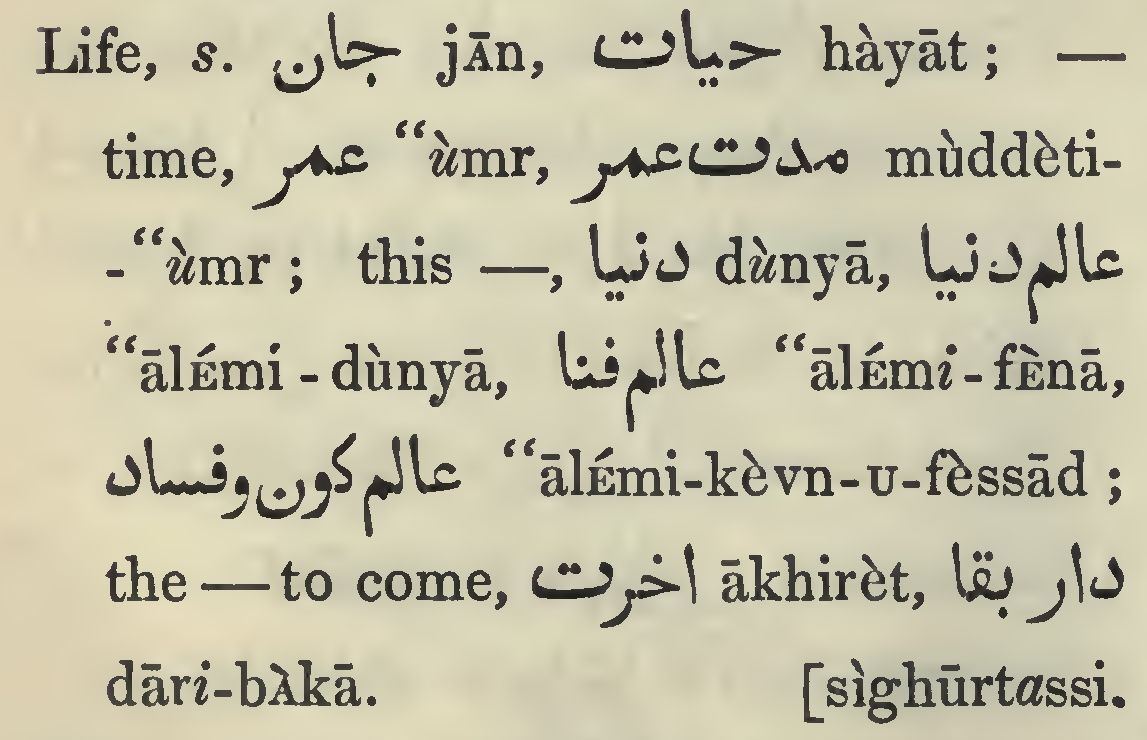 Life, s. جان jān, حيات hàyāt; —
time, عمر “ùmr, مدت عمر mùddèti-
-“ùmr; this —, دنيا dùnyā, عالم دنيا
“ālÉmi-dùnyā, عالم فنا “ālÉmi-fÈnā,
عالم كون وفساد “ālÉmi-kèvn-U-fèssād;
the — to come, اخرت ākhirèt, دار بقا
dāri-bÀkā. [sìghūrtassi.